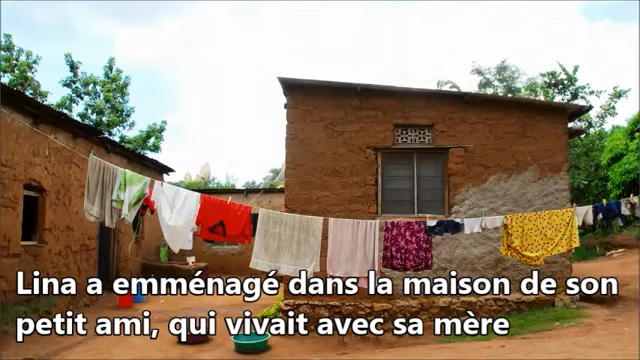 Lina a emménagé dans la maison de son
petit ami, qui vivait avec sa mère